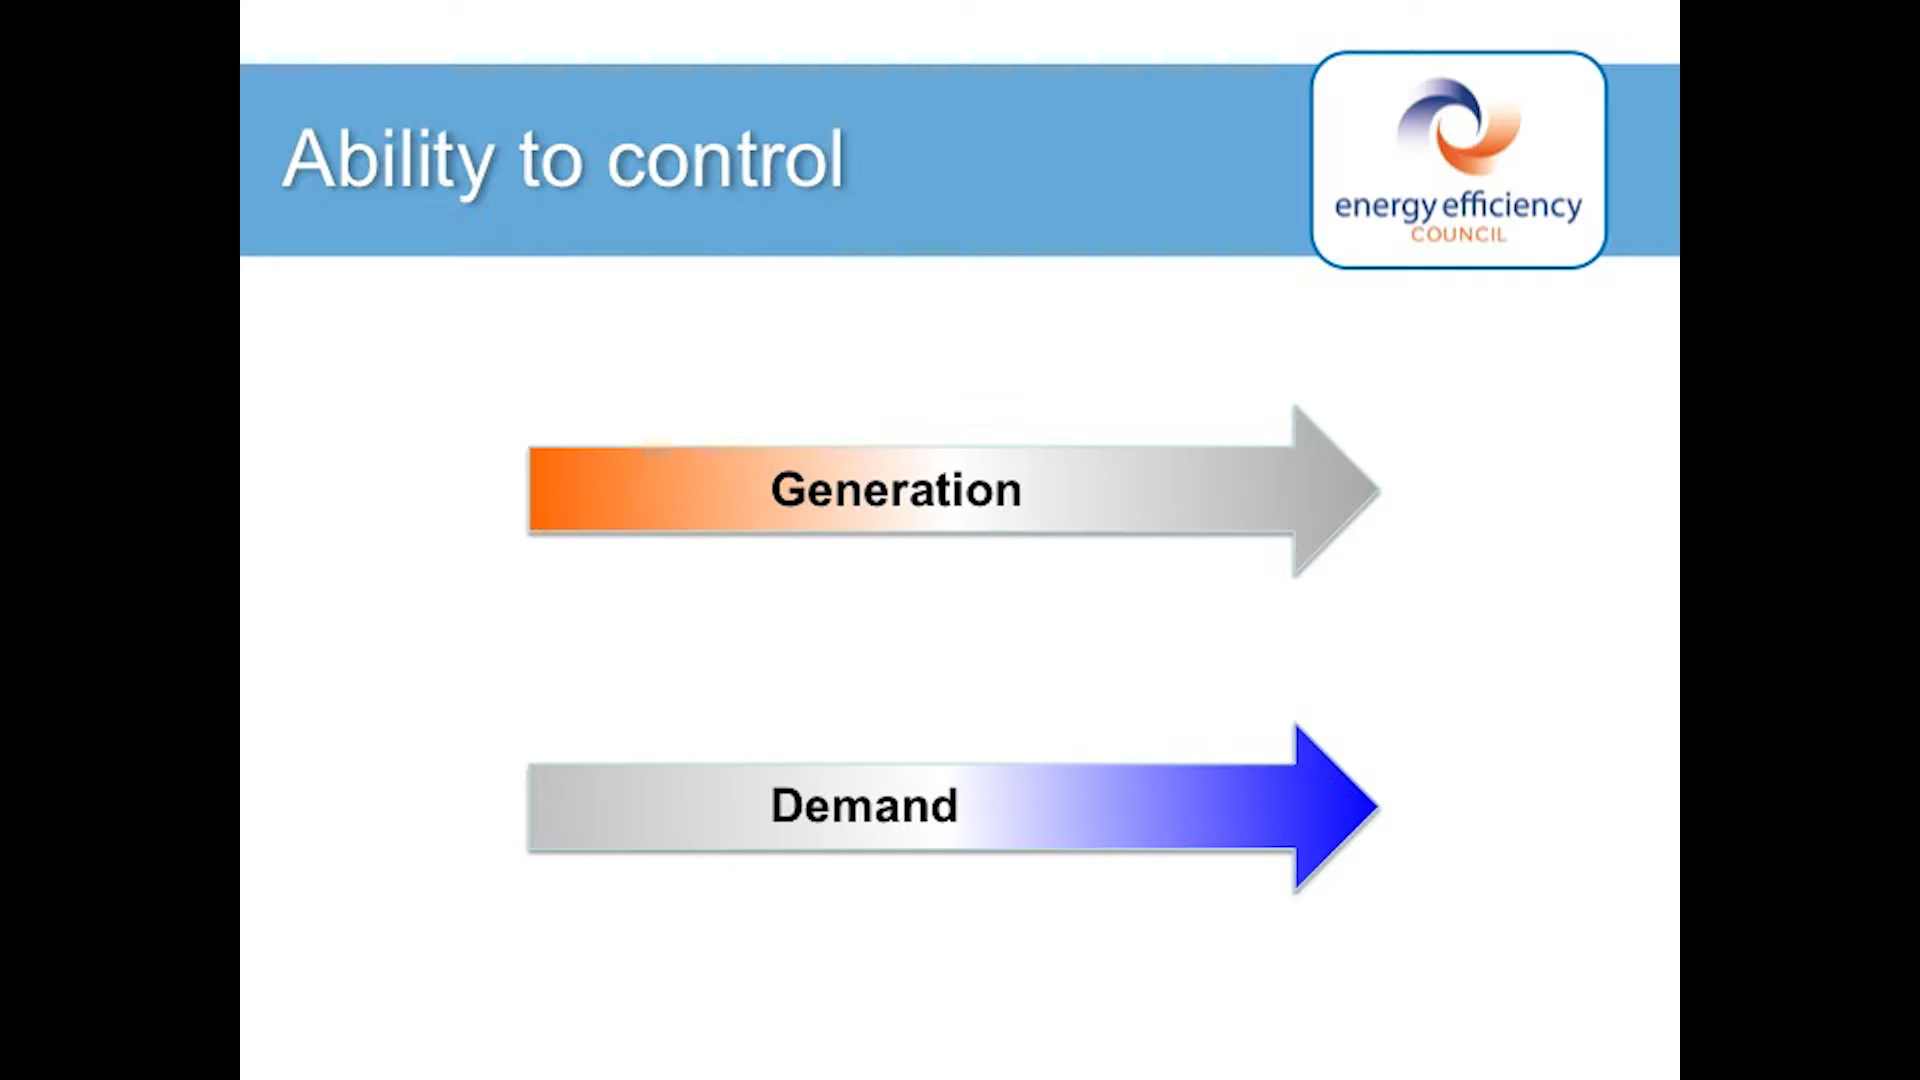 Ability to control
energy efficiency
COUNCIL
Generation
Demand